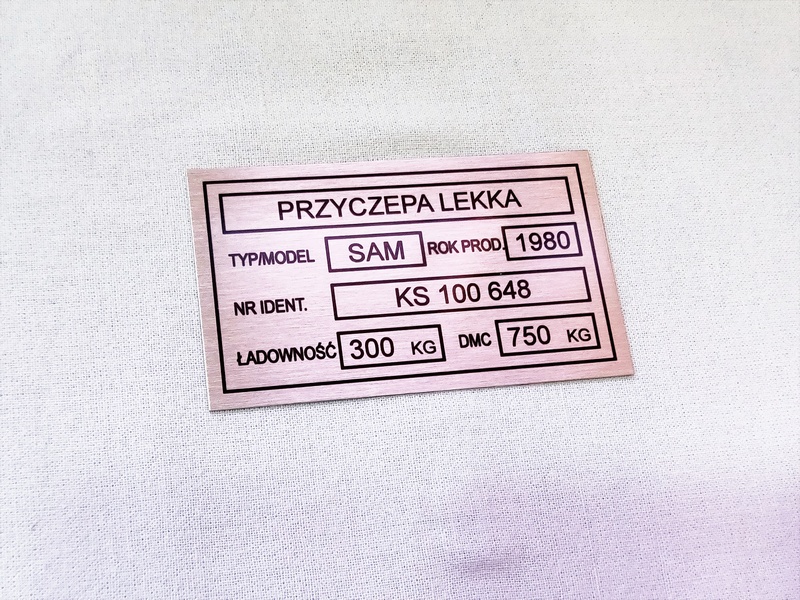 PRZYCZEPA LEKKA
TYP/MODEL SAM ROK PROD. 1980
NR IDENT. KS 100 648
ŁADOWNOŚĆ 300 KG DMC 750 KG